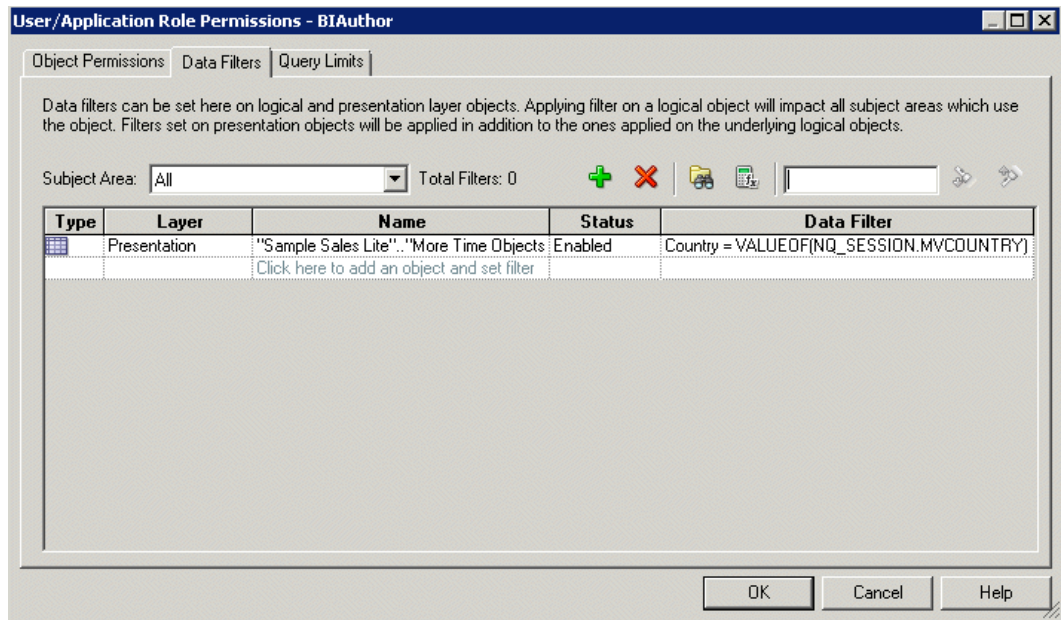 User/Application Role Permissions - BIAuthor
Object Permissions Data Filters Query Limits
Data filters can be set here on logical and presentation layer objects. Applying filter on a logical object will impact all subject areas which use
the object. Filters set on presentation objects will be applied in addition to the ones applied on the underlying logical objects.
Subject Area: All Total Filters: 0
Type Layer Name Status Data Filter
Presentation "Sample Sales Lite".."More Time Objects Enabled Country = VALUEOF(NQ_SESSION.MVCOUNTRY)
Click here to add an object and set filter
OK Cancel Help